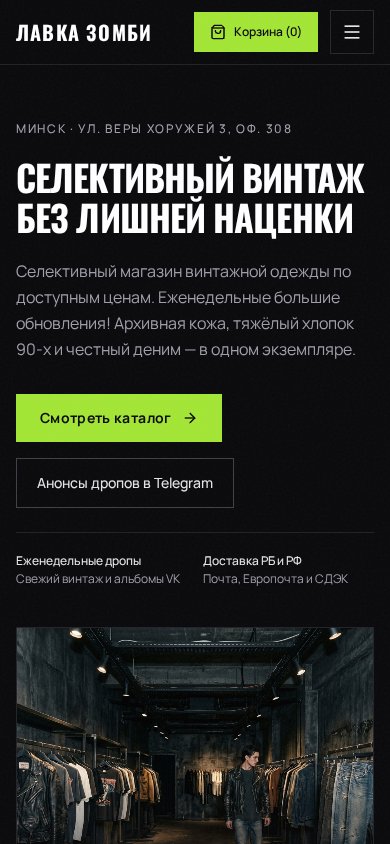 ЛАВКА ЗОМБИ
Корзина (0)
МИНСК · УЛ. ВЕРЫ ХОРУЖЕЙ 3, ОФ. 308
СЕЛЕКТИВНЫЙ ВИНТАЖ
БЕЗ ЛИШНЕЙ НАЦЕНКИ
Селективный магазин винтажной одежды по
доступным ценам. Еженедельные большие
обновления! Архивная кожа, тяжёлый хлопок
90-х и честный деним — в одном экземпляре.
Смотреть каталог →
Анонсы дропов в Telegram
Еженедельные дропы
Свежий винтаж и альбомы VK
Доставка РБ и РФ
Почта, Европочта и СДЭК